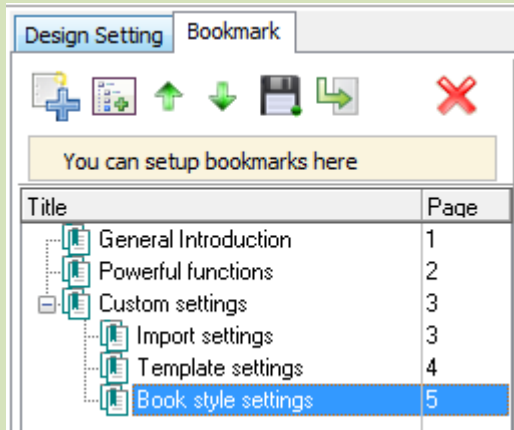 Design Setting Bookmark
You can setup bookmarks here
Title Page
General Introduction 1
Powerful functions 2
Custom settings 3
Import settings 3
Template settings 4
Book style settings 5